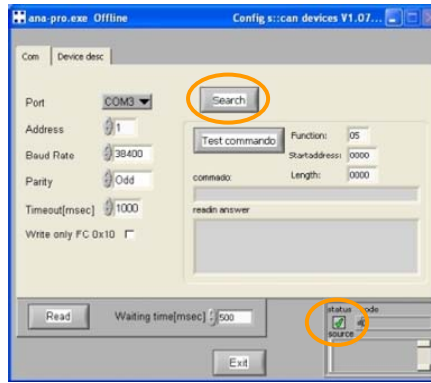 ana-pro.exe Offline Config s::can devices V1.07...
Com Device desc
Port COM3 Search
Address 1 Test commando Function: 05
Baud Rate 38400 Startaddress: 0000
Parity Odd commado: Length: 0000
Timeout[msec] 1000 readin answer
Write only FC 0x10
Read Waiting time[msec] 500 status
source
Exit